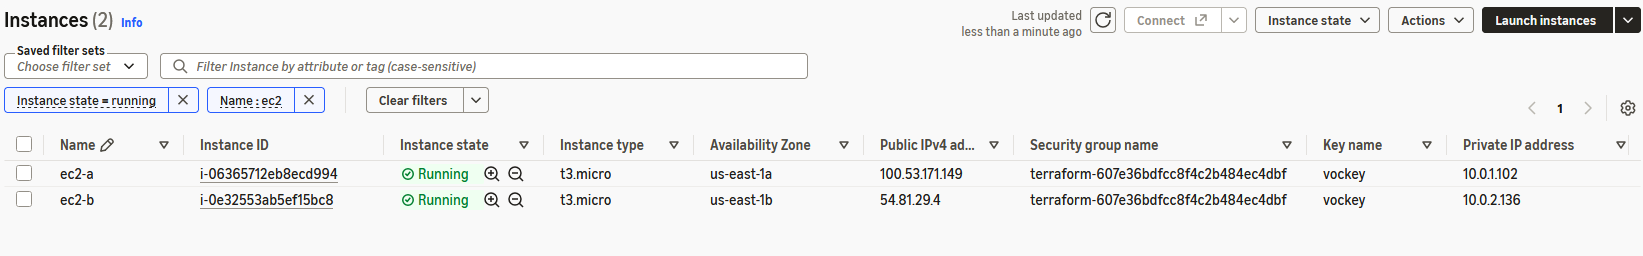 Instances (2) Info
Last updated
less than a minute ago
Connect
Instance state
Actions
Launch instances
Saved filter sets
Choose filter set
Filter Instance by attribute or tag (case-sensitive)
Instance state = running
Name : ec2
Clear filters
1
Name Instance ID Instance state Instance type Availability Zone Public IPv4 ad... Security group name Key name Private IP address
ec2-a i-06365712eb8ecd994 Running t3.micro us-east-1a 100.53.171.149 terraform-607e36bdfcc8f4c2b484ec4dbf vockey 10.0.1.102
ec2-b i-0e32553ab5ef15bc8 Running t3.micro us-east-1b 54.81.29.4 terraform-607e36bdfcc8f4c2b484ec4dbf vockey 10.0.2.136